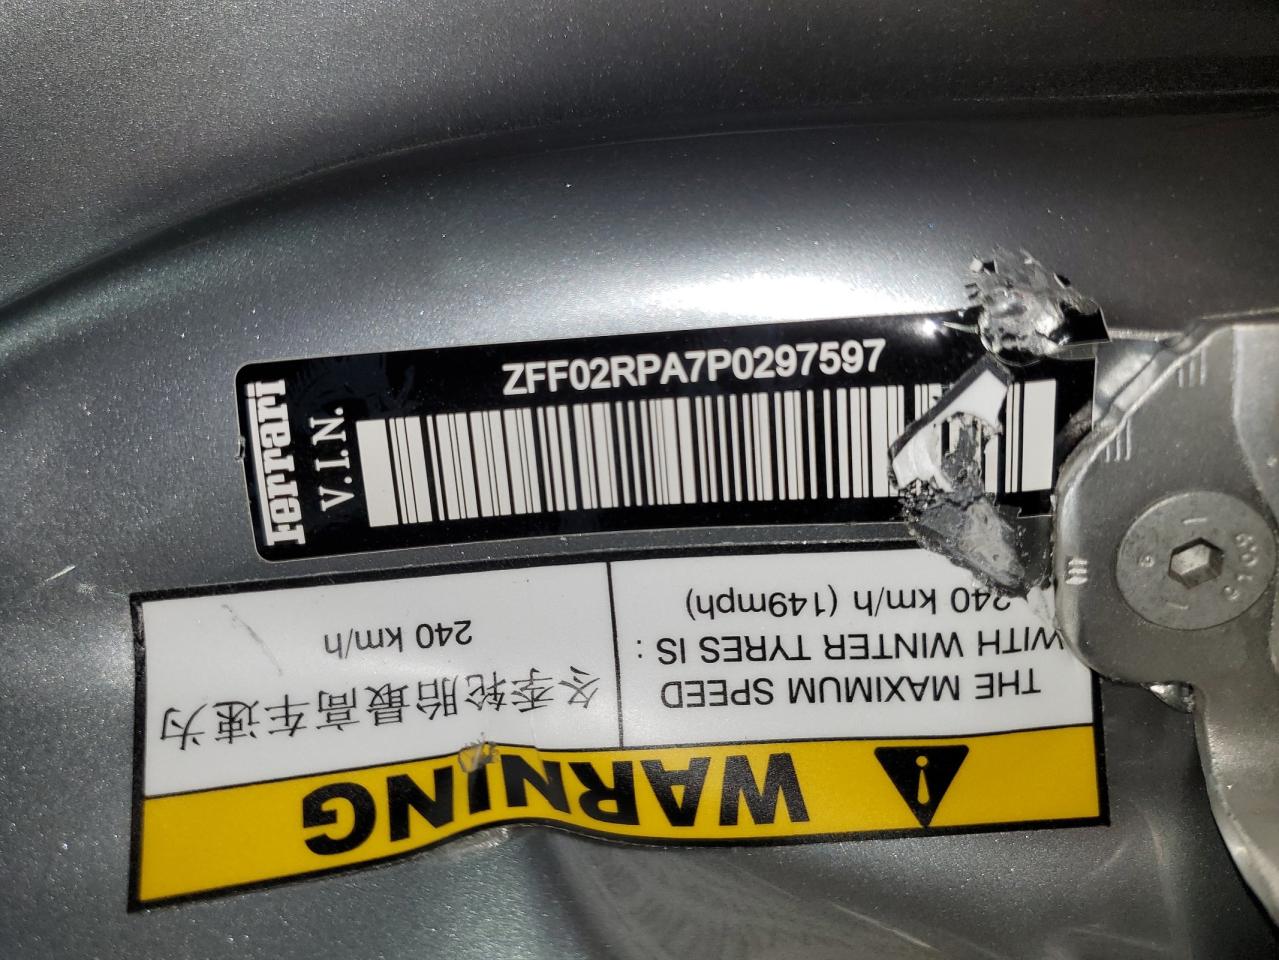 Ferrari
V.I.N.
ZFF02RPA7P0297597
WARNING
THE MAXIMUM SPEED
WITH WINTER TYRES IS :
240 km/h (149mph)
冬季轮胎最高车速为
240 km/h